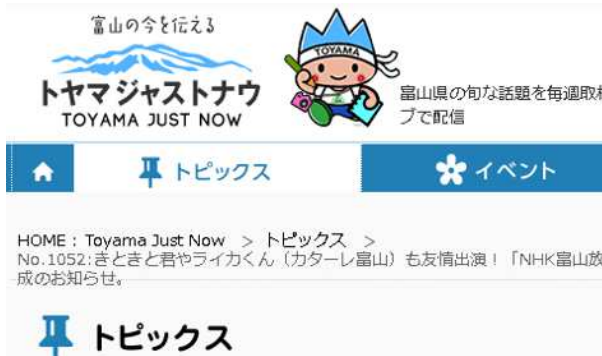 富山の今を伝える
トヤマジャストナウ
TOYAMA JUST NOW
TOYAMA
富山県の旬な話題を毎週取材
ブで配信
トピックス
イベント
HOME : Toyama Just Now > トピックス >
No.1052:きときと君やライカくん（カターレ富山）も友情出演！「NHK富山放
成のお知らせ。
トピックス